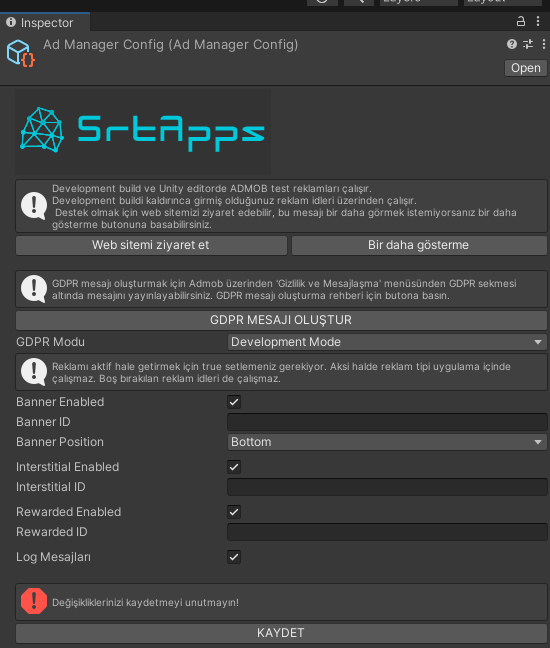 Inspector
Ad Manager Config (Ad Manager Config)
Open
SrtApps
Development build ve Unity editorde ADMOB test reklamları çalışır.
Development buildi kaldırınca girmiş olduğunuz reklam idleri üzerinden çalışır.
Destek olmak için web sitemizi ziyaret edebilir, bu mesajı bir daha görmek istemiyorsanız bir daha
gösterme butonuna basabilirsiniz.
Web sitemi ziyaret et
Bir daha gösterme
GDPR mesajı oluşturmak için Admob üzerinden 'Gizlilik ve Mesajlaşma' menüsünden GDPR sekmesi
altında mesajını yayınlayabilirsiniz. GDPR mesajı oluşturma rehberi için butona basın.
GDPR MESAJI OLUŞTUR
GDPR Modu
Development Mode
Reklamı aktif hale getirmek için true setlemeniz gerekiyor. Aksi halde reklam tipi uygulama içinde
çalışmaz. Boş bırakılan reklam idleri de çalışmaz.
Banner Enabled
Banner ID
Banner Position
Bottom
Interstitial Enabled
Interstitial ID
Rewarded Enabled
Rewarded ID
Log Mesajları
Değişikliklerinizi kaydetmeyi unutmayın!
KAYDET